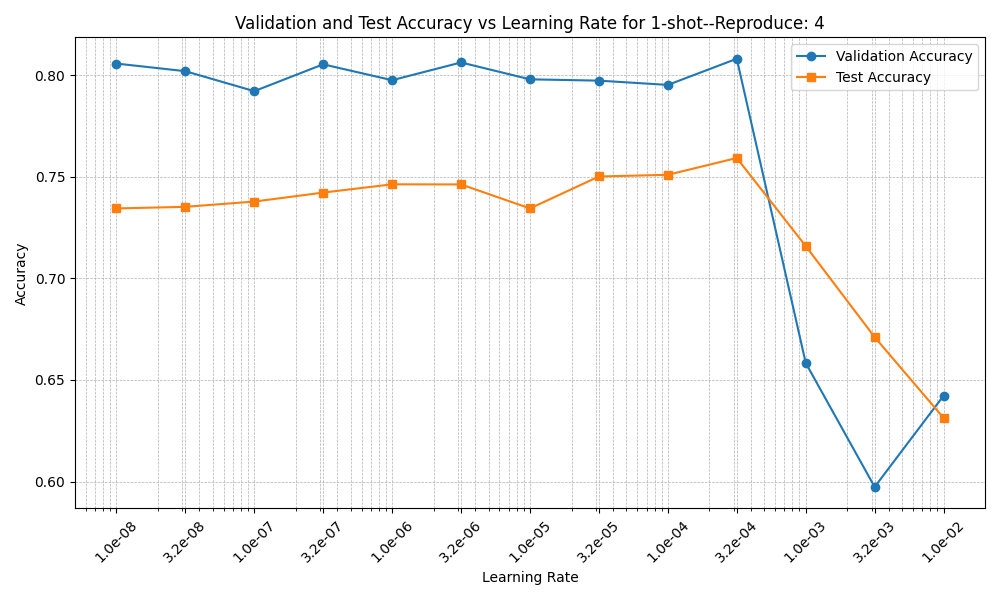 Validation and Test Accuracy vs Learning Rate for 1-shot--Reproduce: 4
Validation Accuracy
Test Accuracy
Accuracy
0.80
0.75
0.70
0.65
0.60
1.0e-08
3.2e-08
1.0e-07
3.2e-07
1.0e-06
3.2e-06
1.0e-05
3.2e-05
1.0e-04
3.2e-04
1.0e-03
3.2e-03
1.0e-02
Learning Rate